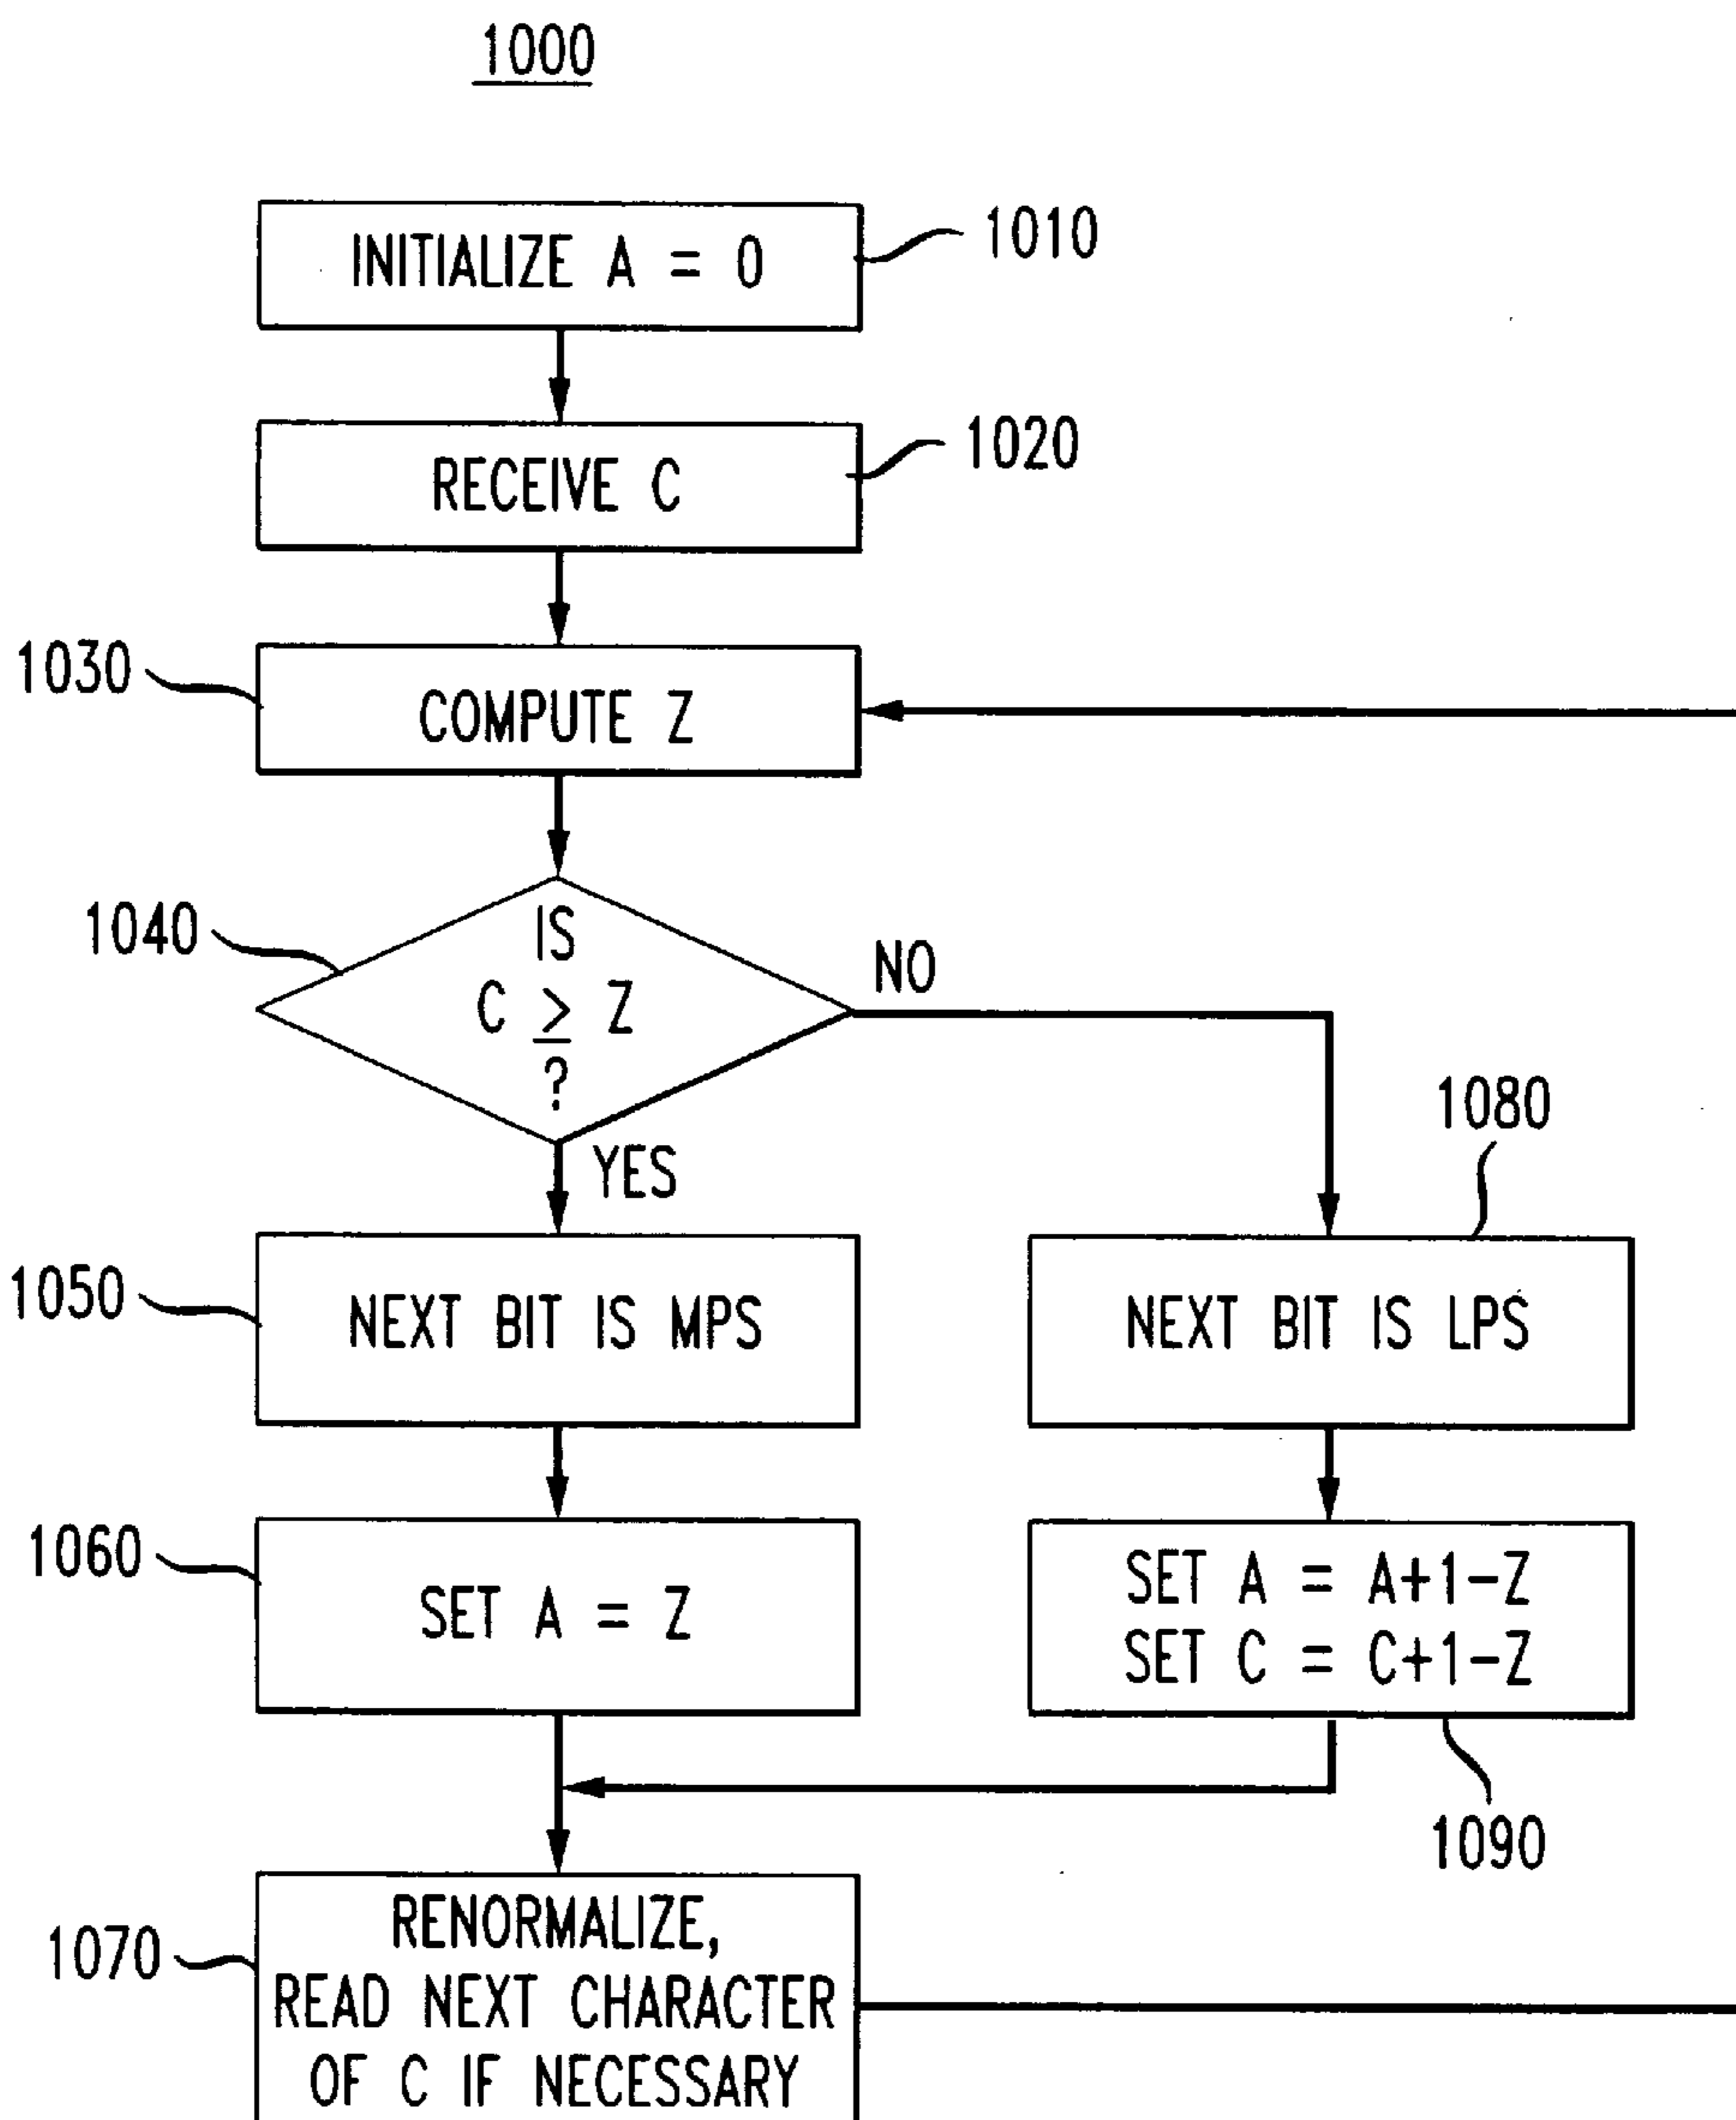 1000
INITIALIZE A = 0
1010
RECEIVE C
1020
1030
COMPUTE Z
1040
IS
C ≥ Z
?
NO
YES
1080
1050
NEXT BIT IS MPS
NEXT BIT IS LPS
1060
SET A = Z
SET A = A+1-Z
SET C = C+1-Z
1090
1070
RENORMALIZE,
READ NEXT CHARACTER
OF C IF NECESSARY